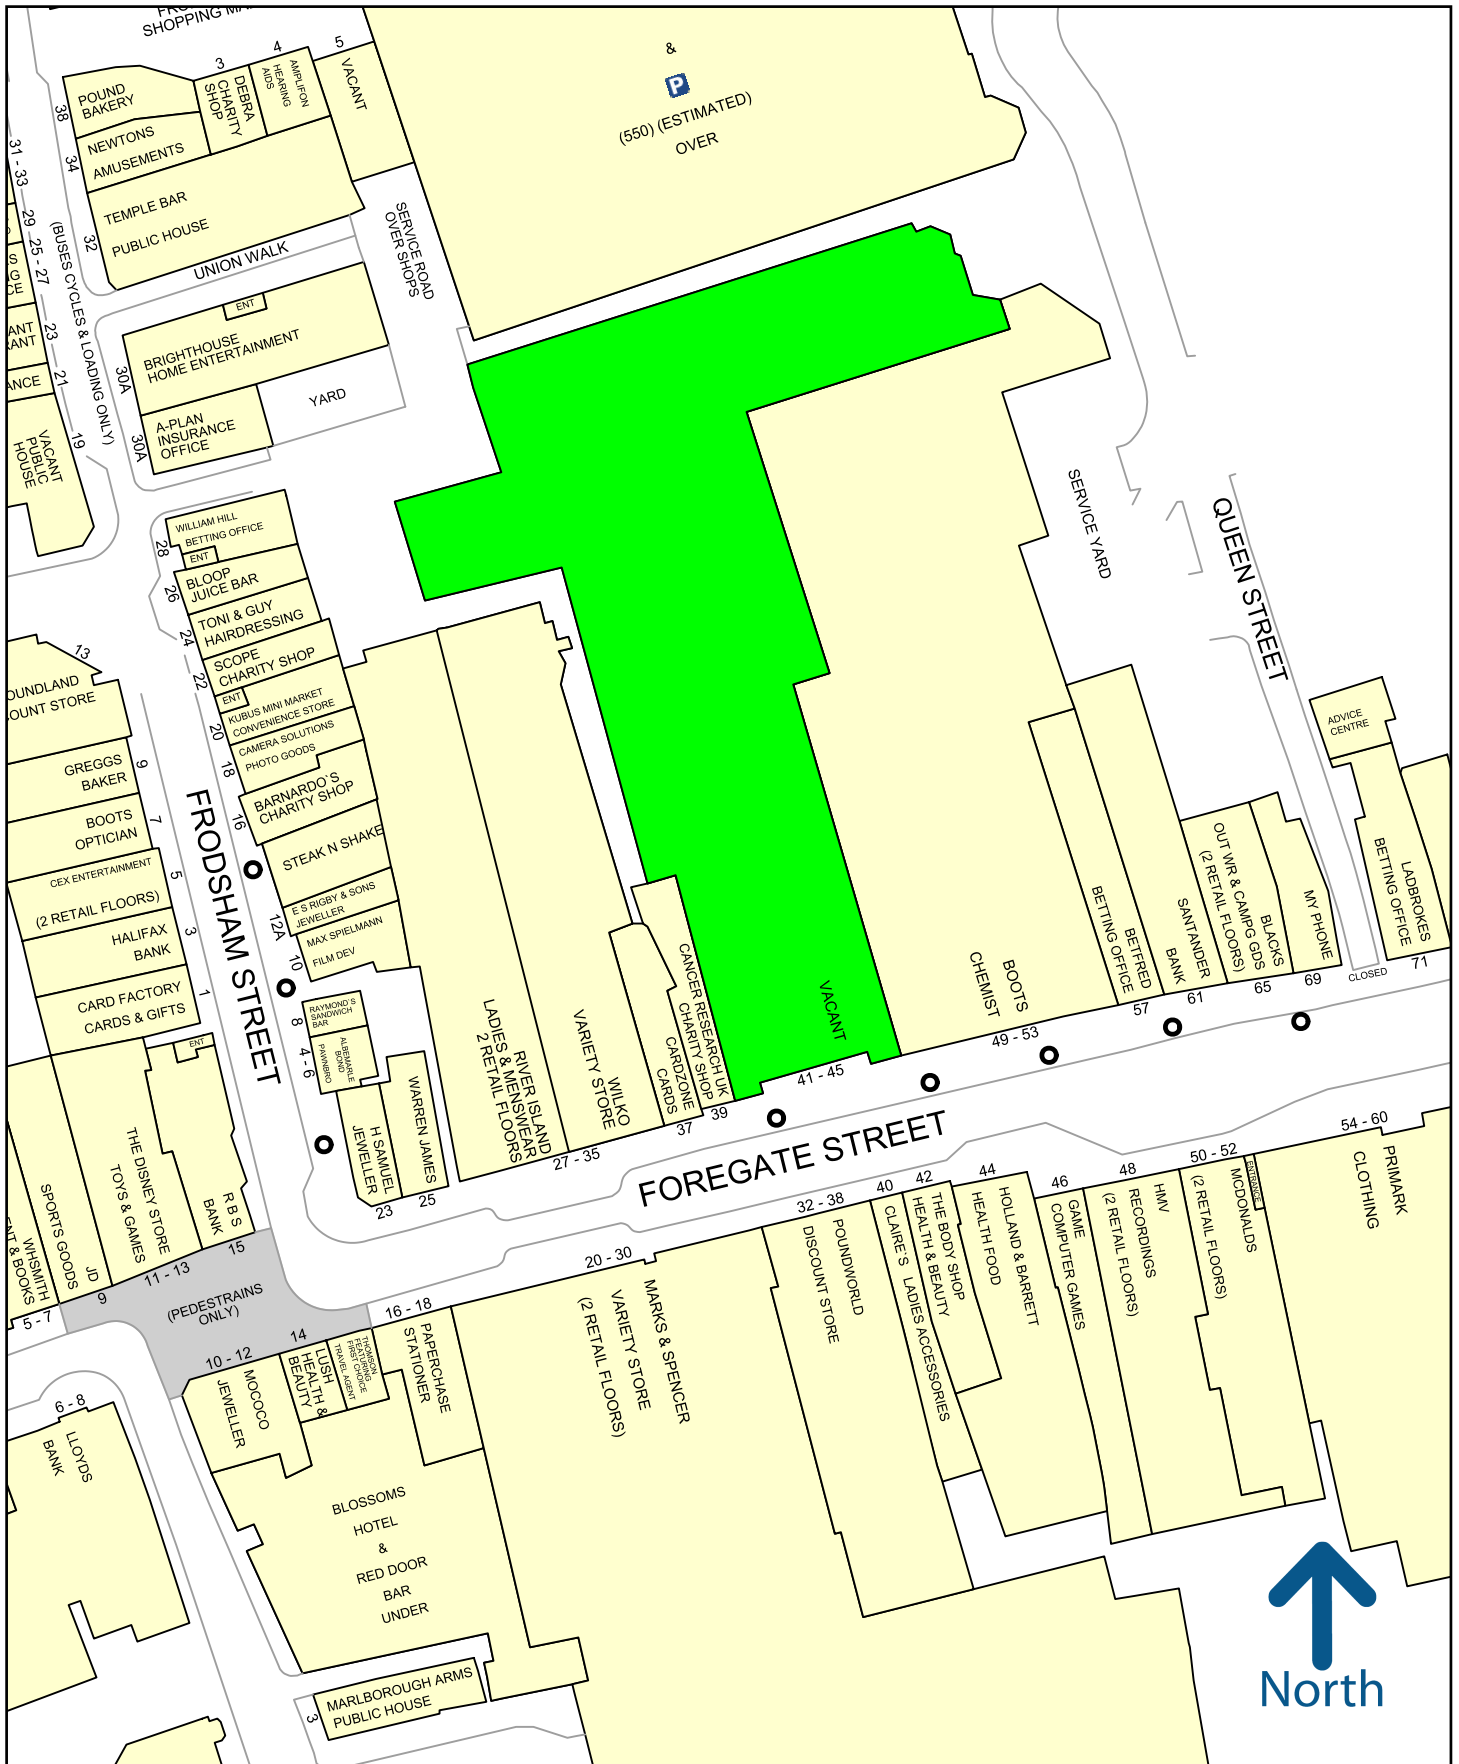 SHOPPING MA
&
P
(550) (ESTIMATED)
OVER
38
POUND
BAKERY
34
NEWTONS
AMUSEMENTS
3
DEBRA
CHARITY
SHOP
4
AMPLIFON
HEARING
AIDS
5
VACANT
32
TEMPLE BAR
PUBLIC HOUSE
UNION WALK
SERVICE ROAD
OVER SHOPS
31 - 33
29
25 - 27
23
21
19
(BUSES CYCLES & LOADING ONLY)
S
G
CE
ANT
RANT
ANCE
VACANT
PUBLIC
HOUSE
ENT
30A
BRIGHTHOUSE
HOME ENTERTAINMENT
30A
A-PLAN
INSURANCE
OFFICE
YARD
28
WILLIAM HILL
BETTING OFFICE
ENT
26
BLOOP
JUICE BAR
24
TONI & GUY
HAIRDRESSING
22
SCOPE
CHARITY SHOP
ENT
20
KUBUS MINI MARKET
CONVENIENCE STORE
18
CAMERA SOLUTIONS
PHOTO GOODS
16
BARNARDO`S
CHARITY SHOP
STEAK N SHAKE
12A
E S RIGBY & SONS
JEWELLER
10
MAX SPIELMANN
FILM DEV
8
RAYMOND`S
SANDWICH
BAR
4 - 6
ALBEMARLE
BOND
PAWNBRO
13
OUNDLAND
OUNT STORE
9
GREGGS
BAKER
7
BOOTS
OPTICIAN
5
CEX ENTERTAINMENT
(2 RETAIL FLOORS)
3
HALIFAX
BANK
1
CARD FACTORY
CARDS & GIFTS
FRODSHAM STREET
ENT
R B S
BANK
15
THE DISNEY STORE
TOYS & GAMES
11 - 13
JD
SPORTS GOODS
9
WHSMITH
NT & BOOKS
5 - 7
(PEDESTRAINS
ONLY)
H SAMUEL
JEWELLER
23
WARREN JAMES
25
RIVER ISLAND
LADIES & MENSWEAR
2 RETAIL FLOORS
27 - 35
WILKO
VARIETY STORE
CARDZONE
CARDS
37
CANCER RESEARCH UK
CHARITY SHOP
39
VACANT
41 - 45
BOOTS
CHEMIST
49 - 53
BETFRED
BETTING OFFICE
57
SANTANDER
BANK
61
OUT WR & CAMPG GDS
(2 RETAIL FLOORS)
BLACKS
65
MY PHONE
69
CLOSED
LADBROKES
BETTING OFFICE
71
ADVICE
CENTRE
SERVICE YARD
QUEEN STREET
FOREGATE STREET
6 - 8
LLOYDS
BANK
10 - 12
MOCOCO
JEWELLER
14
LUSH
HEALTH &
BEAUTY
THOMSON
FEATURING
FIRST CHOICE
TRAVEL AGENT
16 - 18
PAPERCHASE
STATIONER
BLOSSOMS
HOTEL
&
RED DOOR
BAR
UNDER
3
MARLBOROUGH ARMS
PUBLIC HOUSE
20 - 30
MARKS & SPENCER
VARIETY STORE
(2 RETAIL FLOORS)
32 - 38
POUNDWORLD
DISCOUNT STORE
40
CLAIRE`S LADIES ACCESSORIES
42
THE BODY SHOP
HEALTH & BEAUTY
44
HOLLAND & BARRETT
HEALTH FOOD
46
GAME
COMPUTER GAMES
48
HMV
RECORDINGS
(2 RETAIL FLOORS)
50 - 52
MCDONALDS
(2 RETAIL FLOORS)
ENTRANCE
54 - 60
PRIMARK
CLOTHING
North